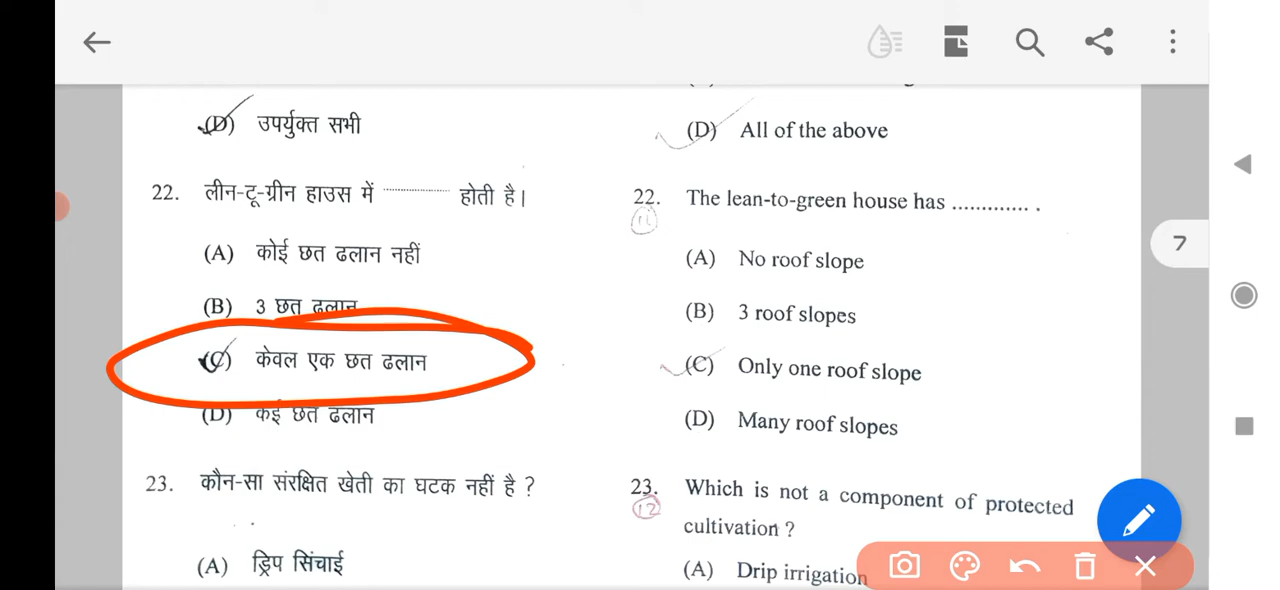 (D) उपर्युक्त सभी
22. लीन-टू-ग्रीन हाउस में ............ होती है।
(A) कोई छत ढलान नहीं
(B) 3 छत ढलान
(C) केवल एक छत ढलान
(D) कई छत ढलान
23. कौन-सा संरक्षित खेती का घटक नहीं है ?
(A) ड्रिप सिंचाई
(D) All of the above
22. The lean-to-green house has ............. .
11
(A) No roof slope
(B) 3 roof slopes
(C) Only one roof slope
(D) Many roof slopes
23. Which is not a component of protected
12
cultivation ?
(A) Drip irrigation
7